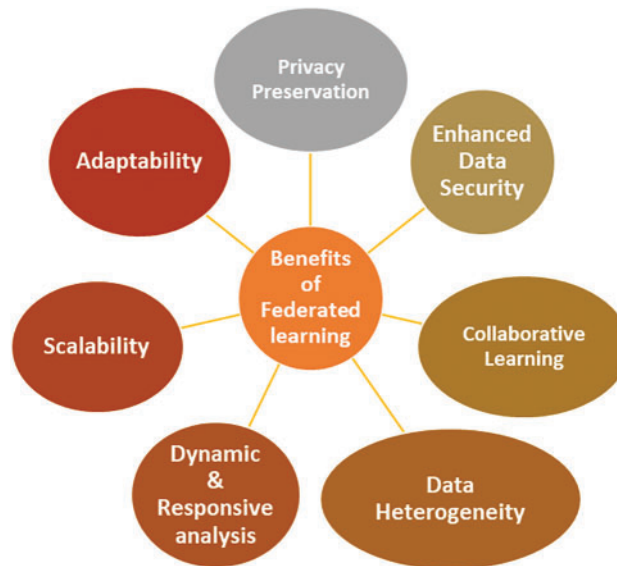 Privacy
Preservation
Enhanced
Data
Security
Collaborative
Learning
Data
Heterogeneity
Dynamic
&
Responsive
analysis
Scalability
Adaptability
Benefits
of
Federated
learning